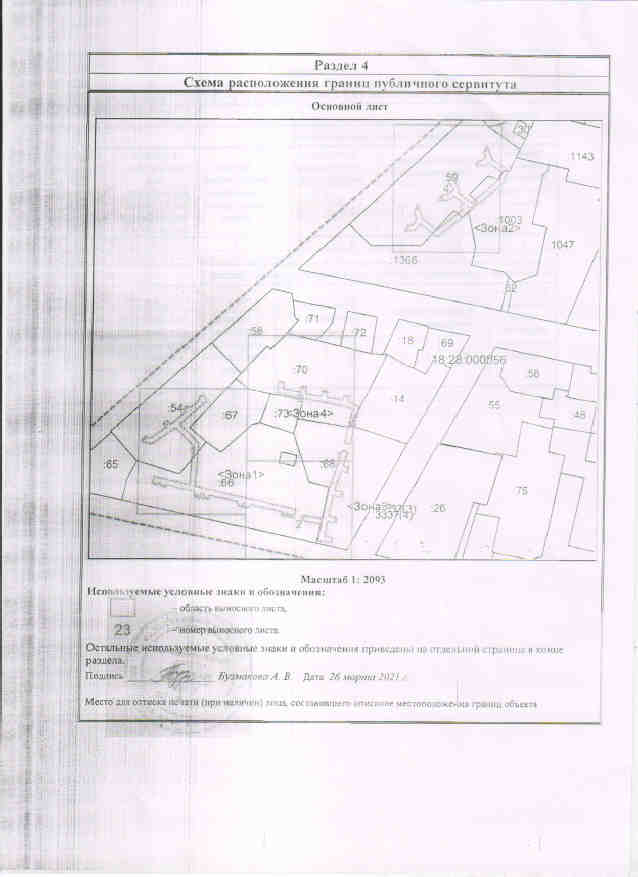 Раздел 4
Схема расположения границ публичного сервитута
Основной лист
30
1143
59
1003
<Зона2>
1047
1366
62
:58
:71
:72
18
69
18:28:000056
:70
:56
:54
:67
:73
<Зона4>
:14
55
48
:65
:68
<Зона1>
:66
75
:26
3337(4)
Масштаб 1: 2093
Используемые условные знаки и обозначения:
– область выносного листа,
23
– номер выносного листа.
Остальные используемые условные знаки и обозначения приведены на отдельной странице в конце
раздела.
Подпись
Бузмакова А. В. Дата 26 марта 2021 г.
Место для оттиска печати (при наличии) лица, составившего описание местоположения границ объекта